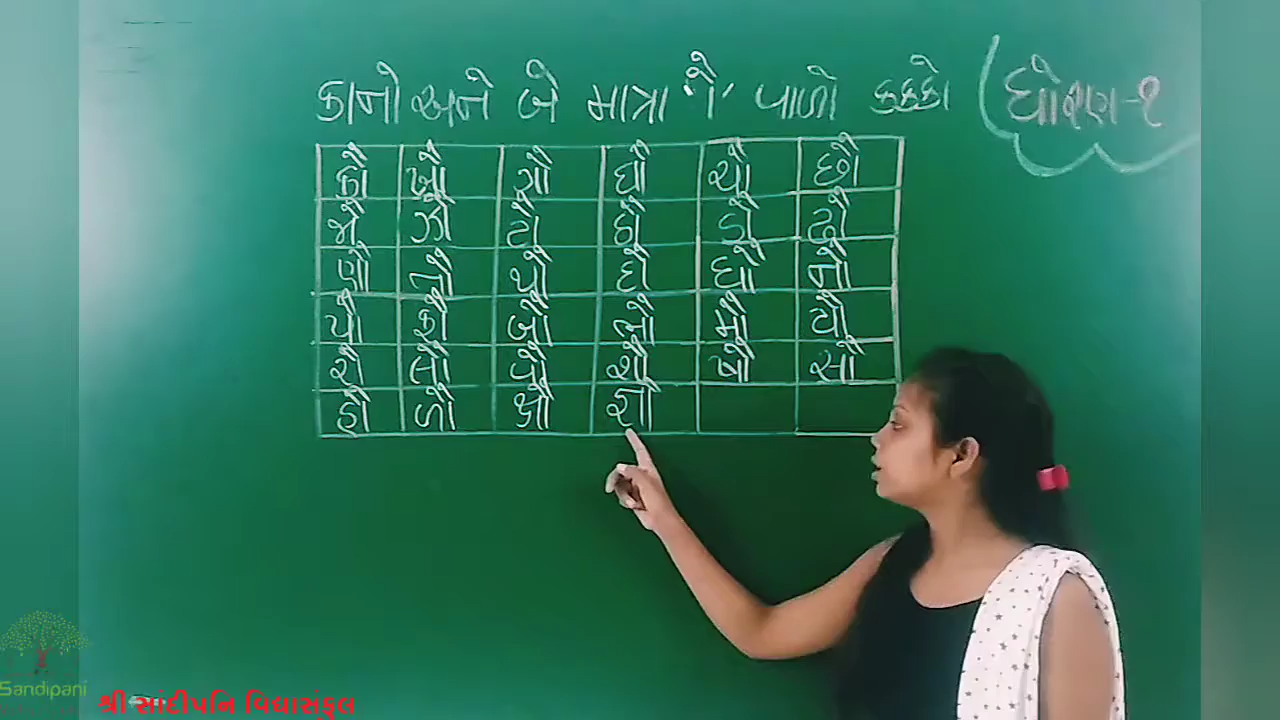 કાનો અને બે માત્રા 'ૌ' વાળો કક્કો
ધોરણ-૧
કૌ ખૌ ગૌ ઘૌ ચૌ છૌ
જૌ ઝૌ ટૌ ઠૌ ડૌ ઢૌ
ણૌ તૌ થૌ દૌ ધૌ નૌ
પૌ ફૌ બૌ ભૌ મૌ યૌ
રૌ લૌ વૌ શૌ ષૌ સૌ
હૌ ળૌ ક્ષૌ જ્ઞૌ
Sandipani
શ્રી સાંદીપનિ વિદ્યાસંકુલ